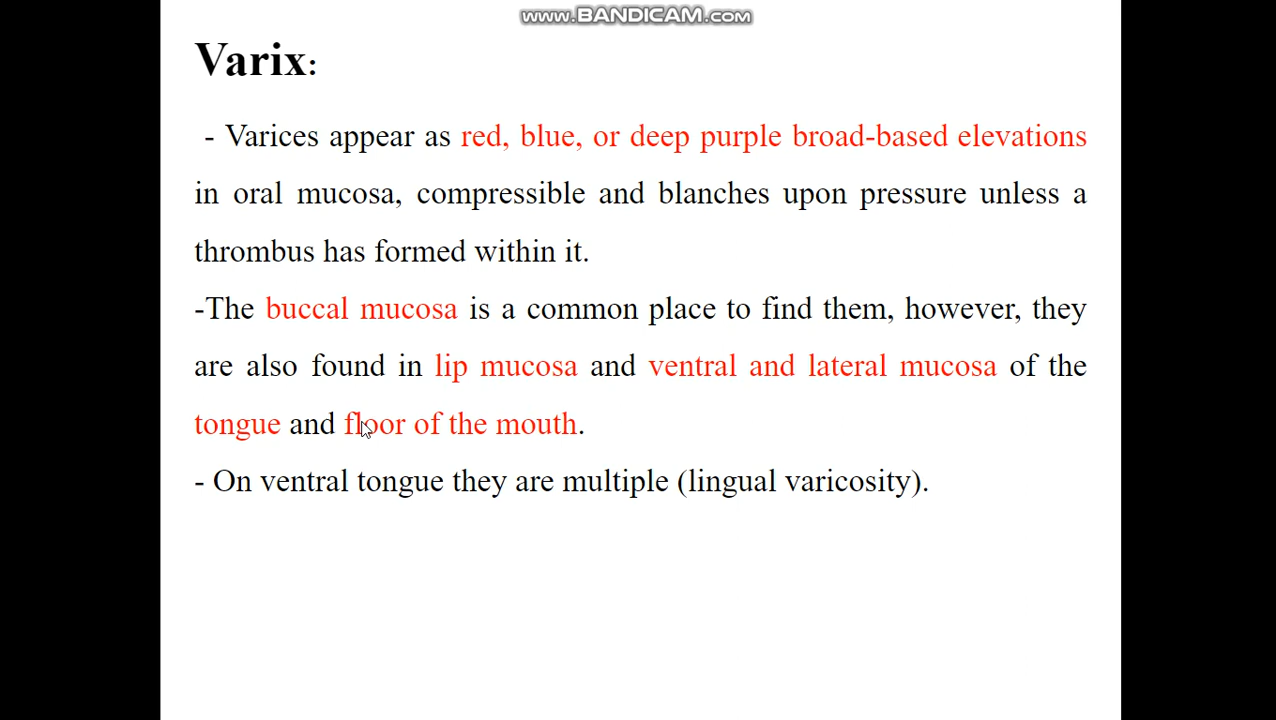 www.BANDICAM.com
Varix:
- Varices appear as red, blue, or deep purple broad-based elevations
in oral mucosa, compressible and blanches upon pressure unless a
thrombus has formed within it.
-The buccal mucosa is a common place to find them, however, they
are also found in lip mucosa and ventral and lateral mucosa of the
tongue and floor of the mouth.
- On ventral tongue they are multiple (lingual varicosity).